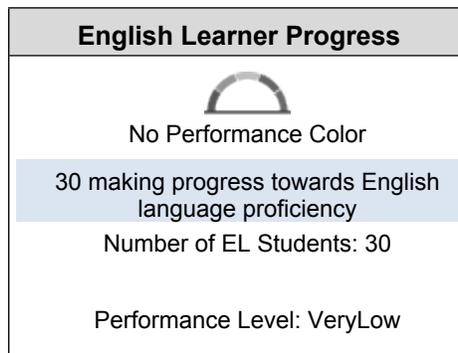 English Learner Progress
No Performance Color
30 making progress towards English
language proficiency
Number of EL Students: 30
Performance Level: VeryLow